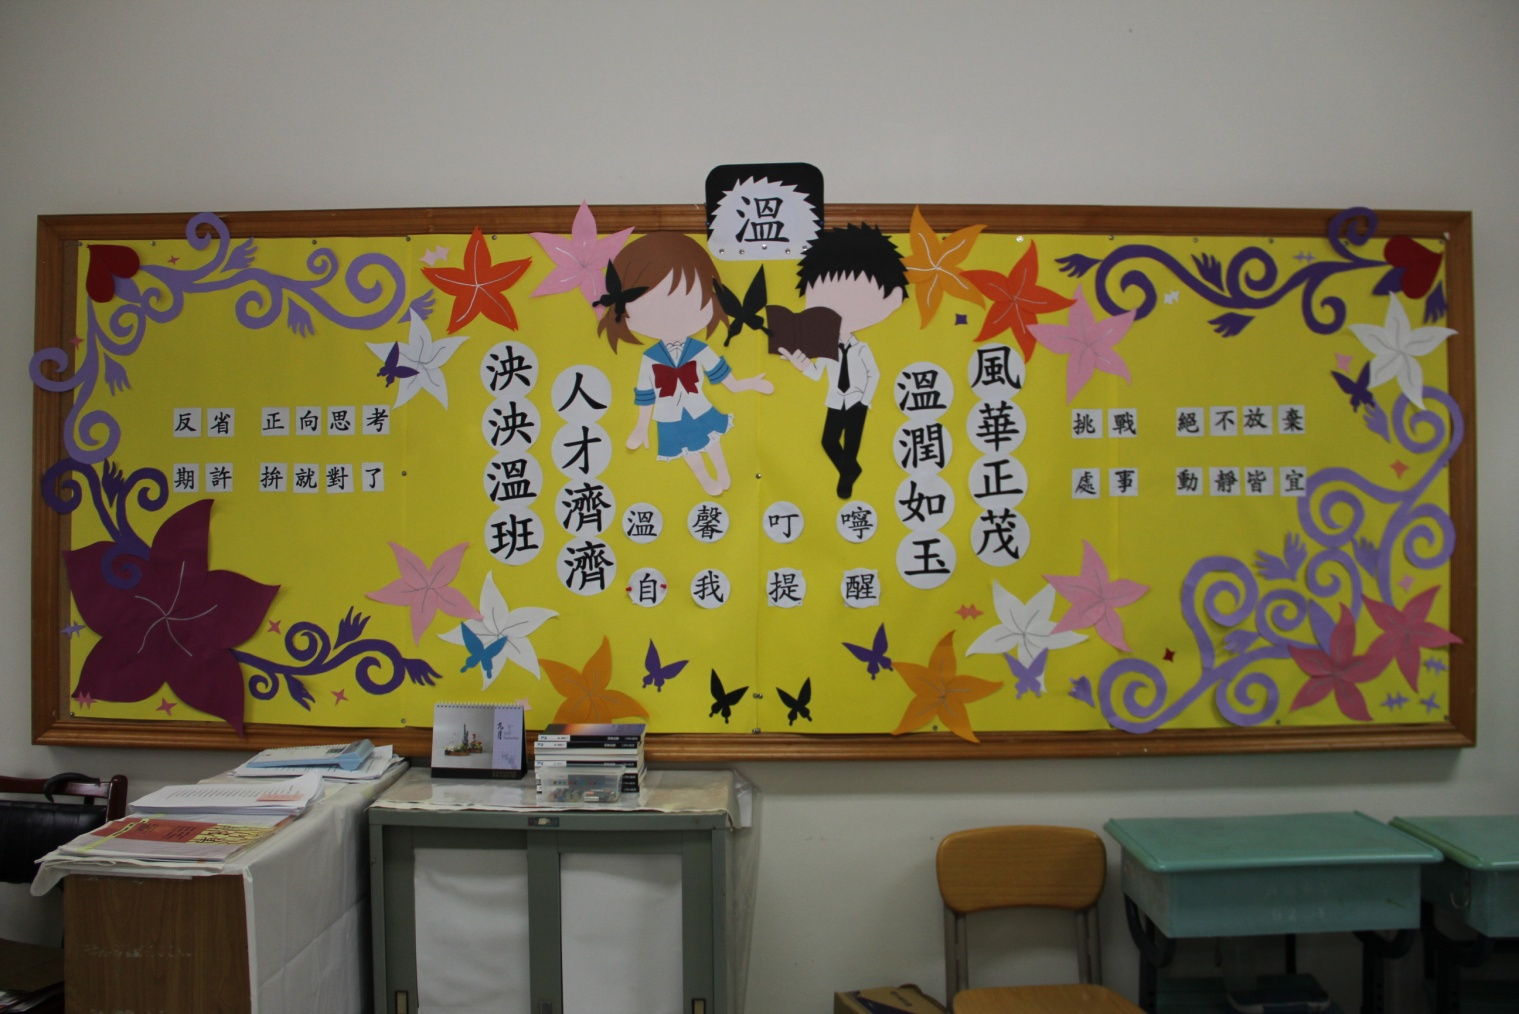 溫
泱泱溫班
人才濟濟
溫潤如玉
風華正茂
反省 正向思考
期許 拚就對了
溫馨叮嚀
自我提醒
挑戰 絕不放棄
處事 動靜皆宜
九月